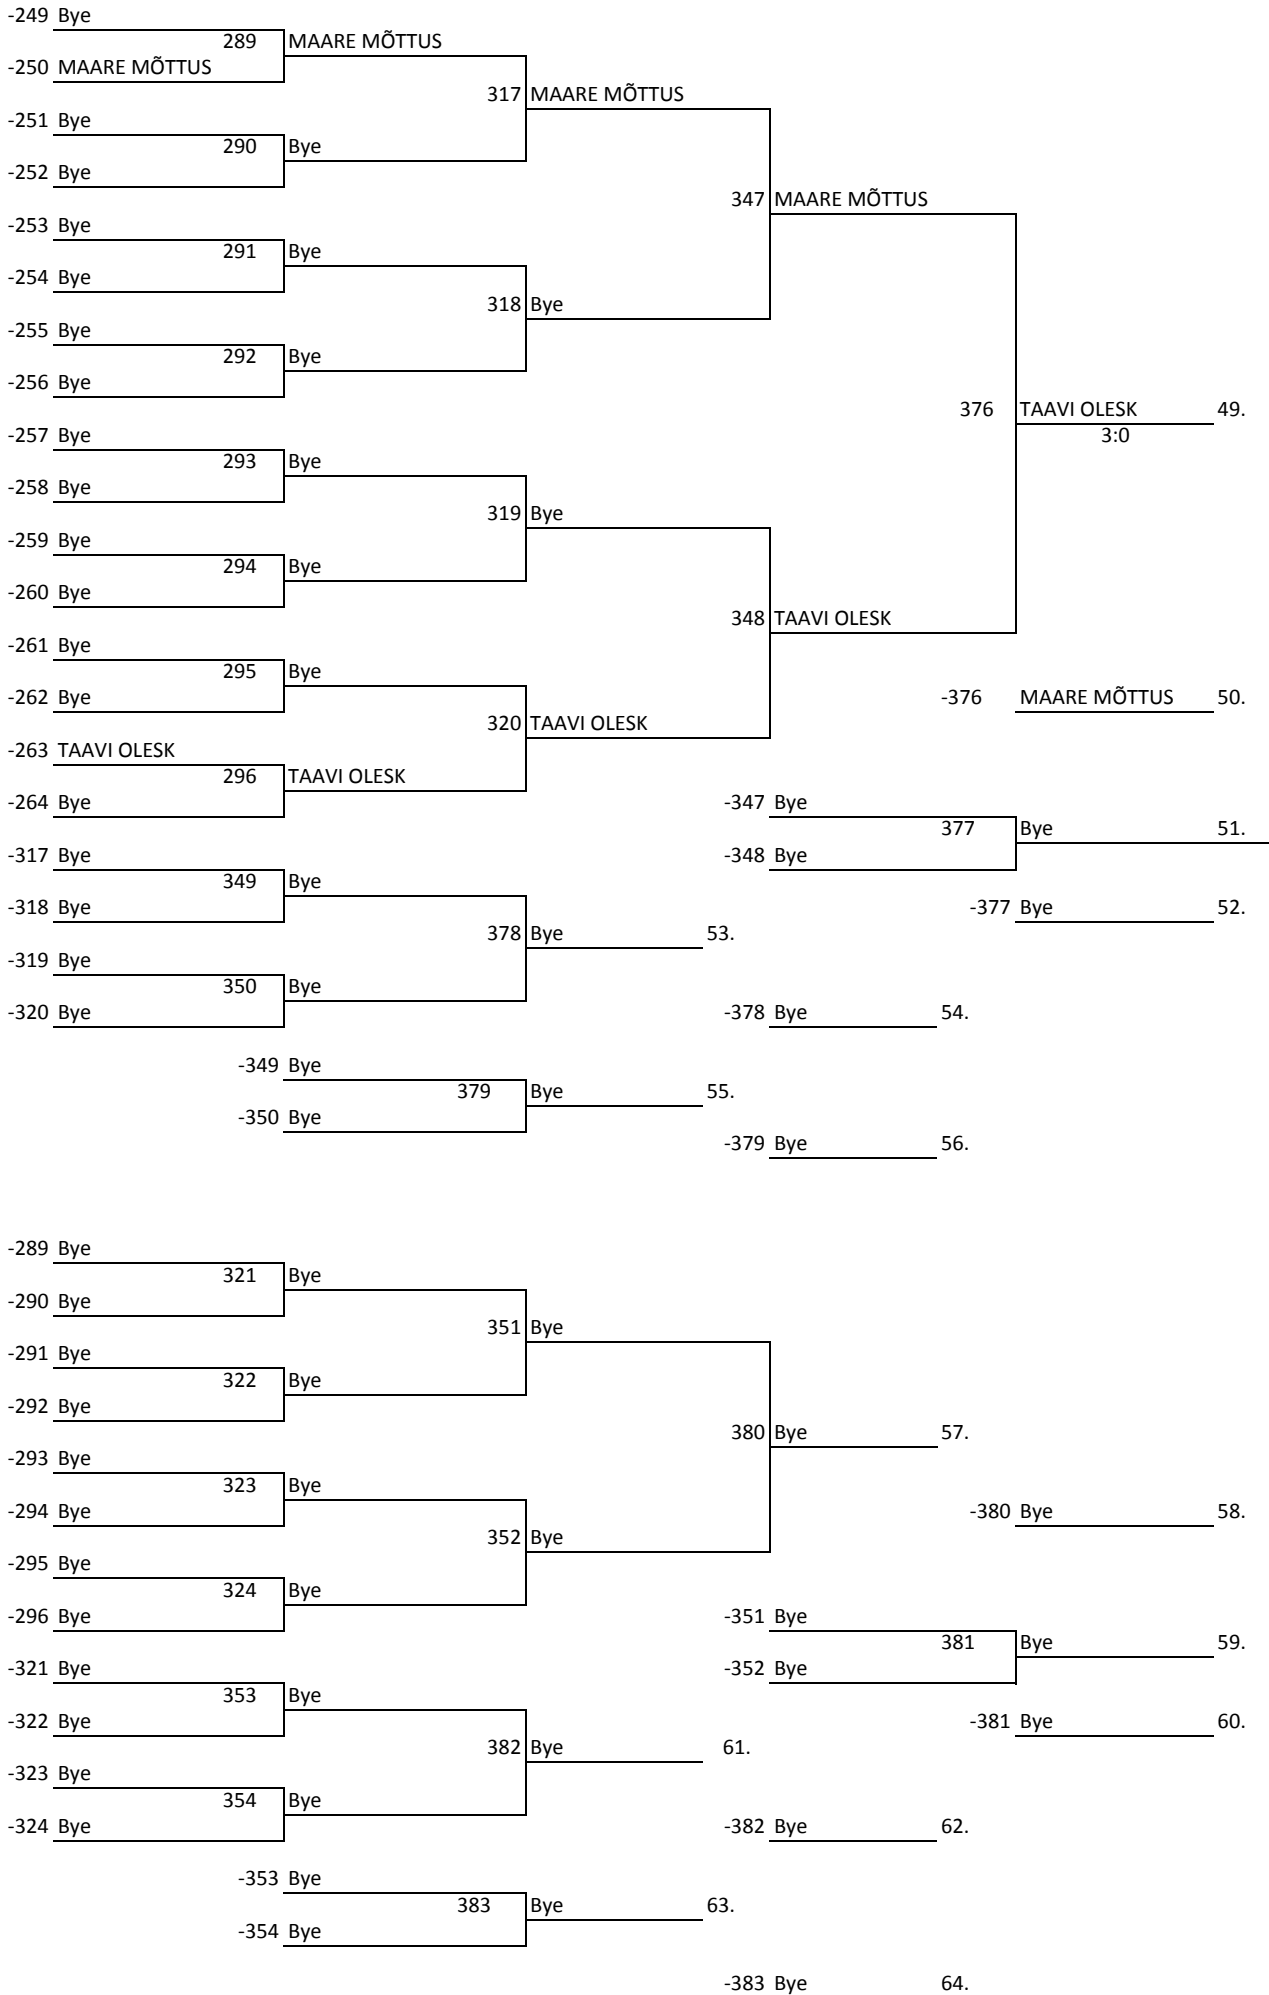 -249 Bye
289 MAARE MÕTTUS
-250 MAARE MÕTTUS
317 MAARE MÕTTUS
-251 Bye
290 Bye
-252 Bye
347 MAARE MÕTTUS
-253 Bye
291 Bye
-254 Bye
318 Bye
-255 Bye
292 Bye
-256 Bye
376 TAAVI OLESK 49.
3:0
-257 Bye
293 Bye
-258 Bye
319 Bye
-259 Bye
294 Bye
-260 Bye
348 TAAVI OLESK
-261 Bye
295 Bye
-262 Bye
-376 MAARE MÕTTUS 50.
320 TAAVI OLESK
-263 TAAVI OLESK
296 TAAVI OLESK
-264 Bye
-347 Bye
377 Bye 51.
-317 Bye
-348 Bye
349 Bye
-318 Bye
-377 Bye 52.
378 Bye 53.
-319 Bye
350 Bye
-320 Bye
-378 Bye 54.
-349 Bye
379 Bye 55.
-350 Bye
-379 Bye 56.
-289 Bye
321 Bye
-290 Bye
351 Bye
-291 Bye
322 Bye
-292 Bye
380 Bye 57.
-293 Bye
323 Bye
-294 Bye
-380 Bye 58.
352 Bye
-295 Bye
324 Bye
-296 Bye
-351 Bye
381 Bye 59.
-321 Bye
-352 Bye
353 Bye
-322 Bye
-381 Bye 60.
382 Bye 61.
-323 Bye
354 Bye
-324 Bye
-382 Bye 62.
-353 Bye
383 Bye 63.
-354 Bye
-383 Bye 64.